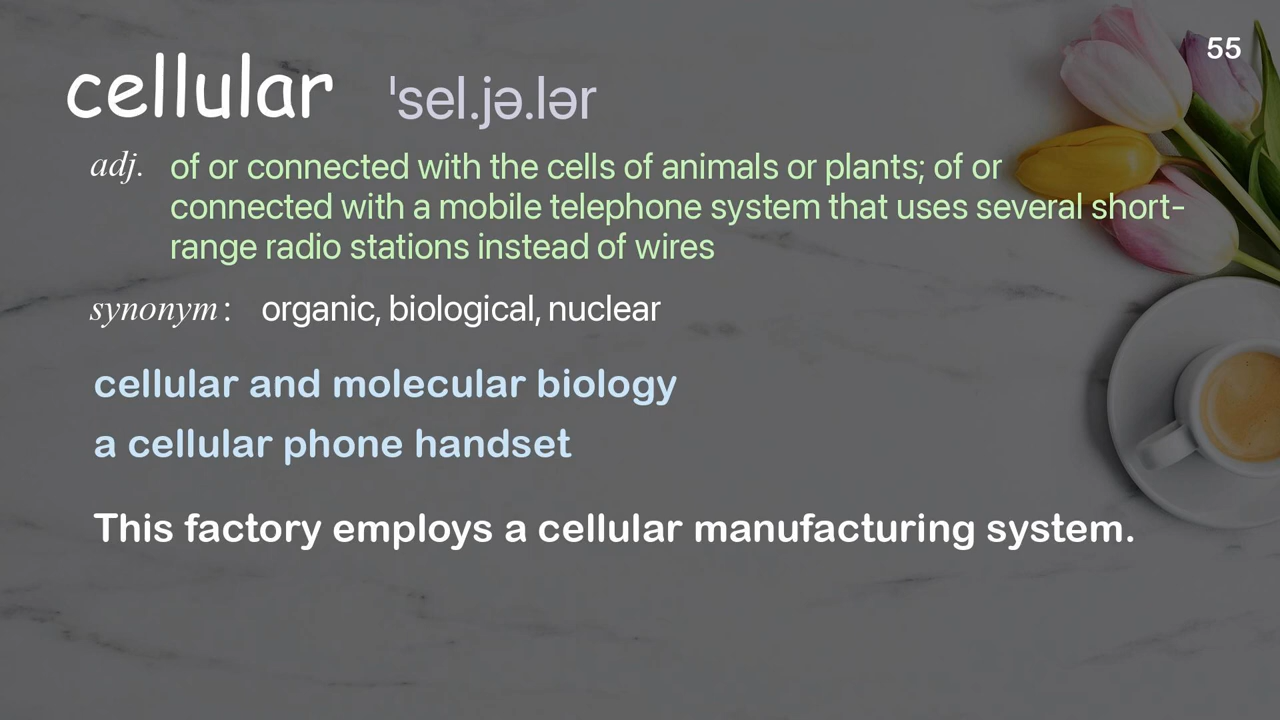 55
cellular ˈsel.jə.lər
adj. of or connected with the cells of animals or plants; of or
connected with a mobile telephone system that uses several short-
range radio stations instead of wires
synonym: organic, biological, nuclear
cellular and molecular biology
a cellular phone handset
This factory employs a cellular manufacturing system.